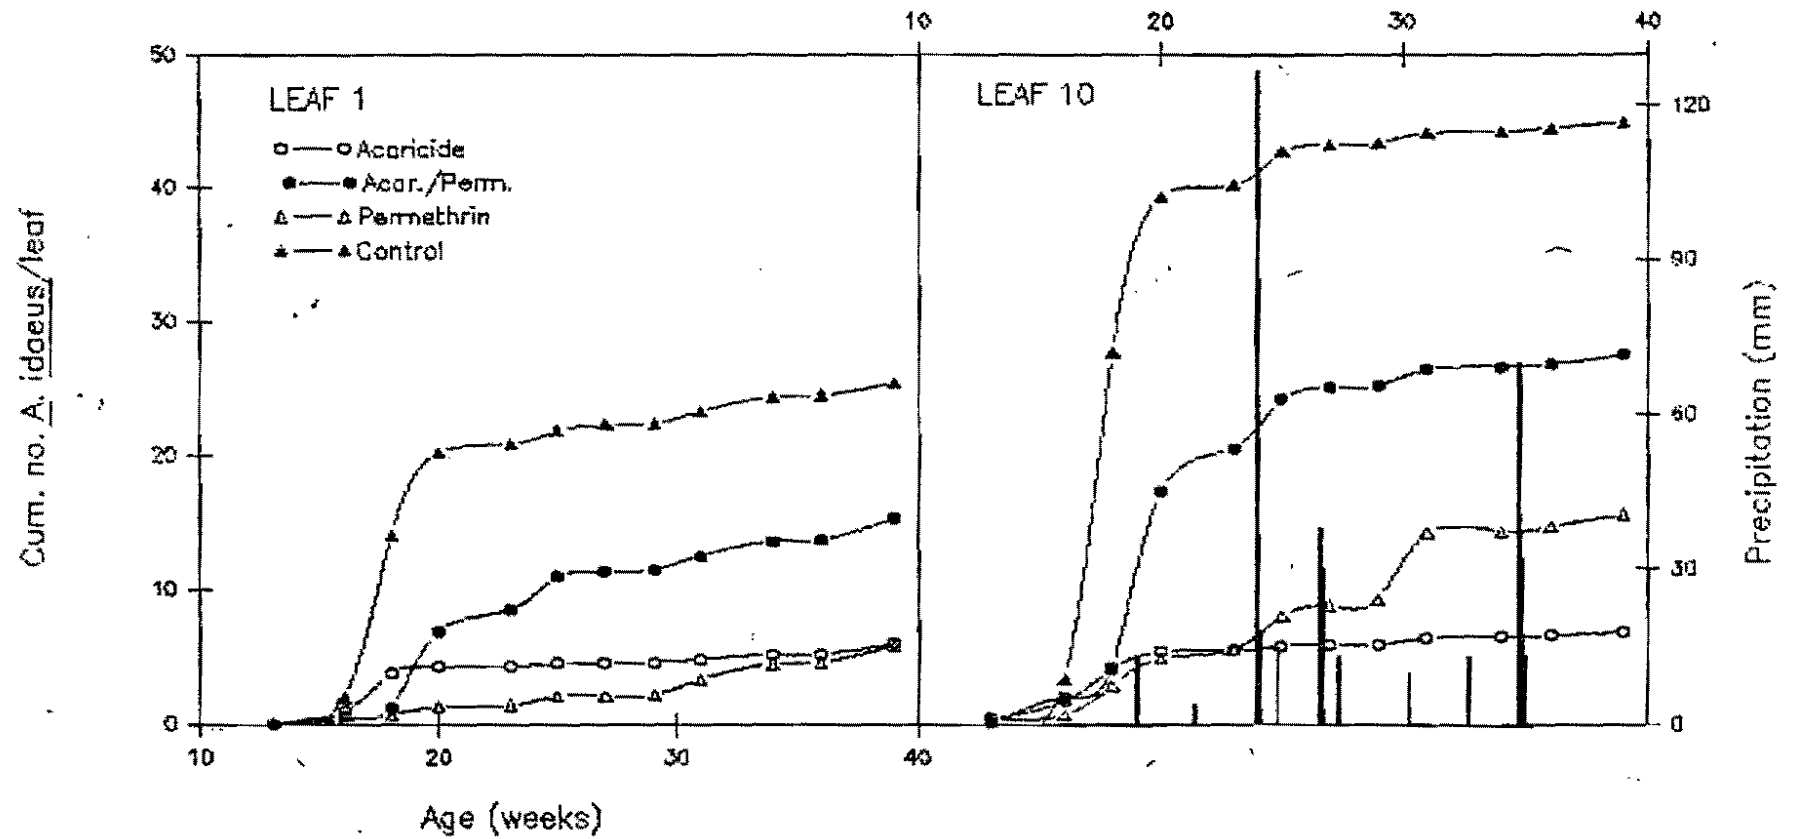 10 20 30 40
50
LEAF 1
LEAF 10
120
Acaricide
Acar./Perm.
40
Permethrin
Control
90
30
60
20
30
10
0
0
10 20 30 40
Age (weeks)
Cum. no. A. idaeus/leaf
Precipitation (mm)